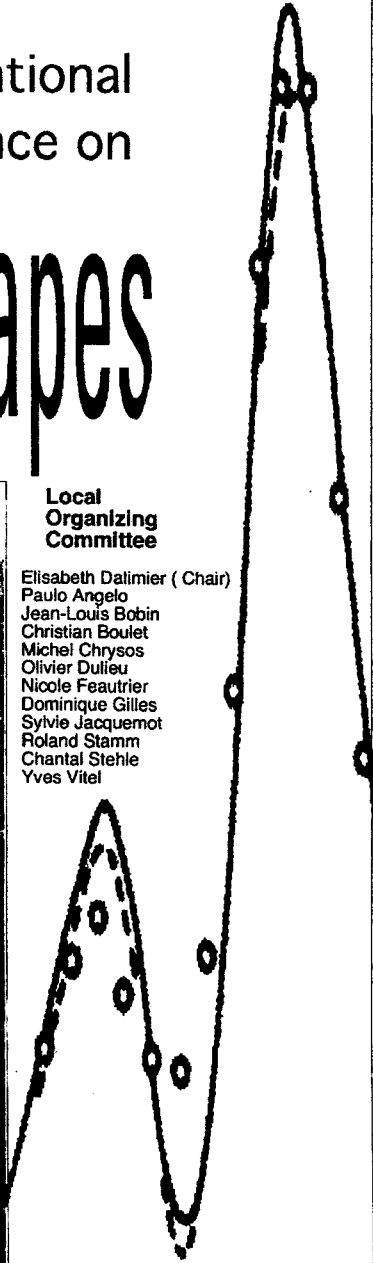 tional
ce on
apes
Local
Organizing
Committee
Elisabeth Dalimier ( Chair)
Paulo Angelo
Jean-Louis Bobin
Christian Boulet
Michel Chrysos
Olivier Dulieu
Nicole Feautrier
Dominique Gilles
Sylvie Jacquemot
Roland Stamm
Chantal Stehle
Yves Vitel